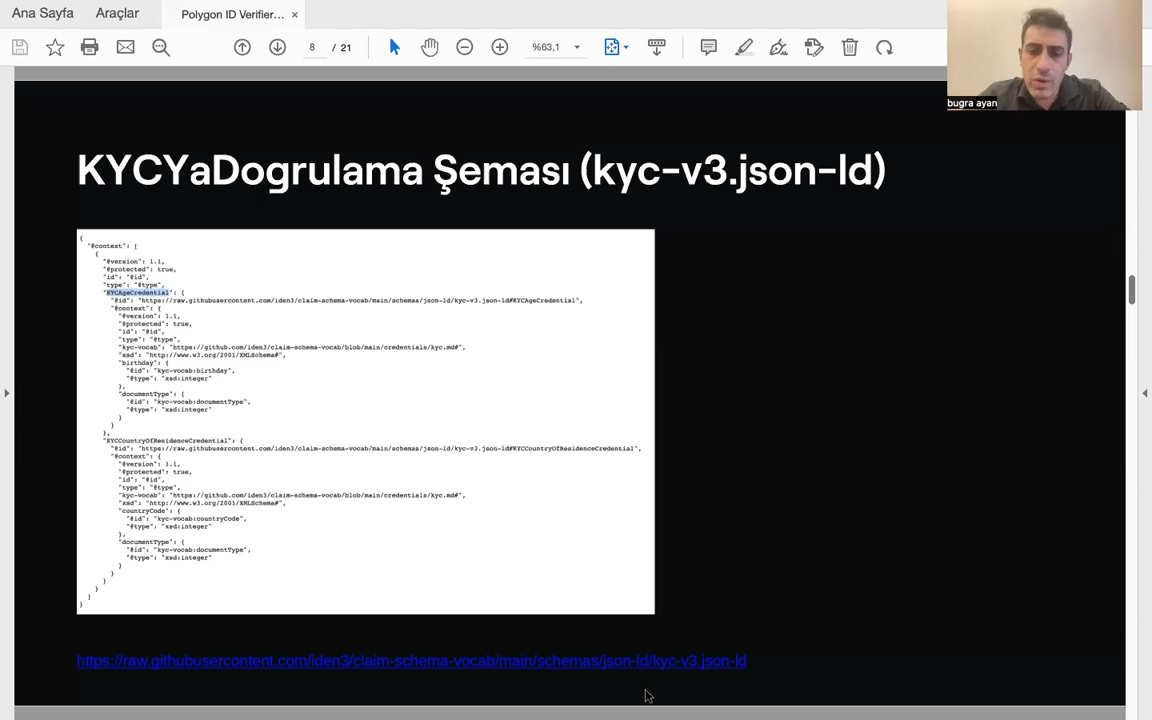 Ana Sayfa
Araçlar
Polygon ID Verifier...
×
8 / 21
%63,1
bugra ayan
KYCYaDogrulama Şeması (kyc-v3.json-ld)
{
"@context": [
{
"@version": 1.1,
"@protected": true,
"id": "@id",
"type": "@type",
"KYCAgeCredential": {
"@id": "https://raw.githubusercontent.com/iden3/claim-schema-vocab/main/schemas/json-ld/kyc-v3.json-ld#KYCAgeCredential",
"@context": {
"@version": 1.1,
"@protected": true,
"id": "@id",
"type": "@type",
"kyc-vocab": "https://github.com/iden3/claim-schema-vocab/blob/main/credentials/kyc.md#",
"xsd": "http://www.w3.org/2001/XMLSchema#",
"birthday": {
"@id": "kyc-vocab:birthday",
"@type": "xsd:integer"
},
"documentType": {
"@id": "kyc-vocab:documentType",
"@type": "xsd:integer"
}
}
},
"KYCCountryOfResidenceCredential": {
"@id": "https://raw.githubusercontent.com/iden3/claim-schema-vocab/main/schemas/json-ld/kyc-v3.json-ld#KYCCountryOfResidenceCredential",
"@context": {
"@version": 1.1,
"@protected": true,
"id": "@id",
"type": "@type",
"kyc-vocab": "https://github.com/iden3/claim-schema-vocab/blob/main/credentials/kyc.md#",
"xsd": "http://www.w3.org/2001/XMLSchema#",
"countryCode": {
"@id": "kyc-vocab:countryCode",
"@type": "xsd:integer"
},
"documentType": {
"@id": "kyc-vocab:documentType",
"@type": "xsd:integer"
}
}
}
}
]
}
https://raw.githubusercontent.com/iden3/claim-schema-vocab/main/schemas/json-ld/kyc-v3.json-ld